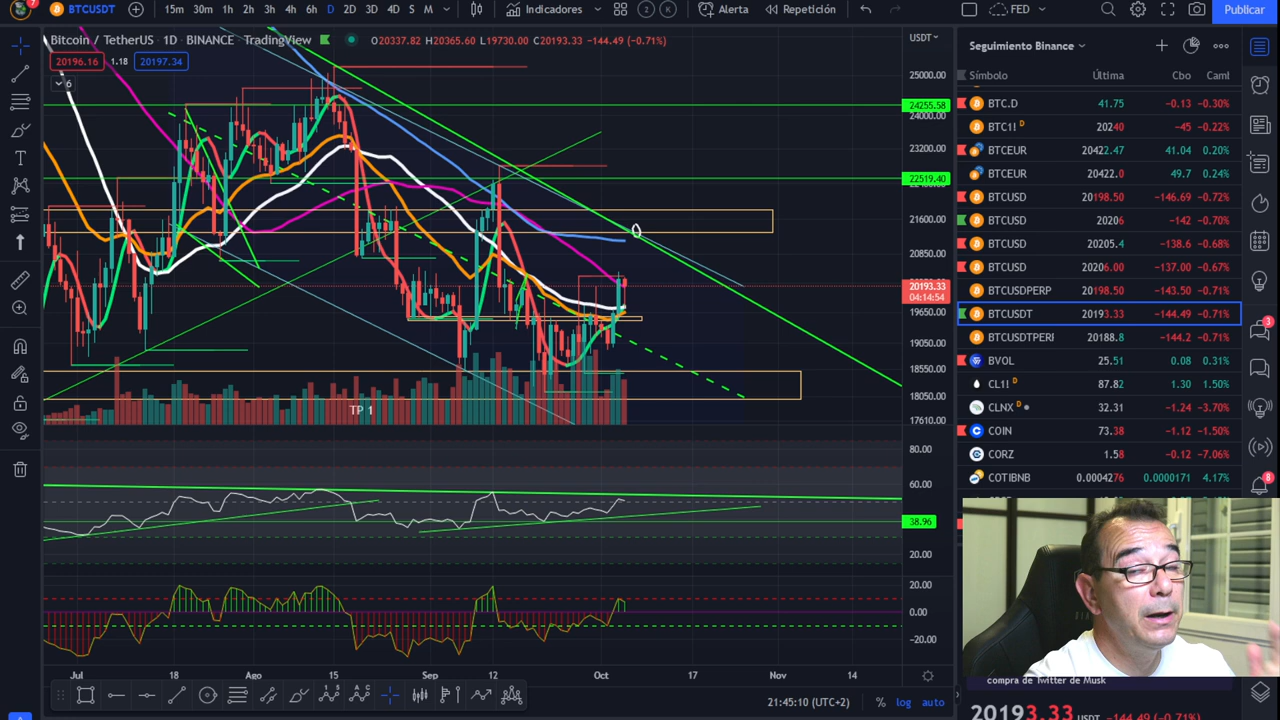 7 BTCUSDT 15m 30m 1h 2h 3h 4h 6h D 2D 3D 4D S M Indicadores 2 K Alerta Repetición FED Publicar
Bitcoin / TetherUS · 1D · BINANCE · TradingView O20337.82 H20365.60 L19730.00 C20193.33 −144.49 (−0.71%)
20196.16 1.18 20197.34
6
USDT
25000.00
24255.58
24000.00
23200.00
22519.40
21600.00
20850.00
20193.33
04:14:54
19650.00
19050.00
18550.00
18050.00
17610.00
TP 1
80.00
60.00
38.96
20.00
20.00
0.00
−20.00
Jul 18 Ago 15 Sep 12 Oct 17 Nov 14
21:45:10 (UTC+2) % log auto
Seguimiento Binance
Símbolo Última Cbo Caml
BTC.D 41.75 −0.13 −0.30%
BTC1! D 20240 −45 −0.22%
BTCEUR 20422.47 41.04 0.20%
BTCEUR 20422.0 49.7 0.24%
BTCUSD 20198.50 −146.69 −0.72%
BTCUSD 20206 −142 −0.70%
BTCUSD 20205.4 −138.6 −0.68%
BTCUSD 20206.00 −137.00 −0.67%
BTCUSDPERP 20198.50 −143.50 −0.71%
BTCUSDT 20193.33 −144.49 −0.71%
BTCUSDTPERF 20188.8 −144.2 −0.71%
BVOL 25.51 0.08 0.31%
CL1! D 87.82 1.30 1.50%
CLNX D 32.31 −1.24 −3.70%
COIN 73.38 −1.12 −1.50%
CORZ 1.58 −0.12 −7.06%
COTIBNB 0.0004276 0.0000171 4.17%
3
8
compra de Twitter de Musk
20193.33 USDT −144.49 (−0.71%)